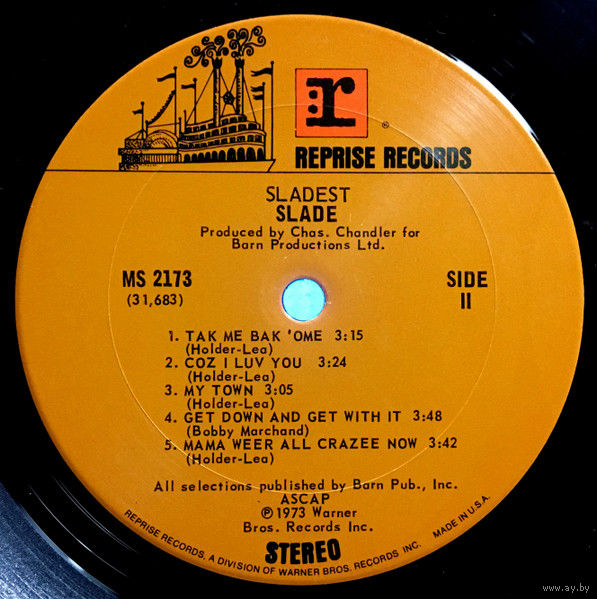 r
®
REPRISE RECORDS
SLADEST
SLADE
Produced by Chas. Chandler for
Barn Productions Ltd.
MS 2173
(31,683)
SIDE
II
1. TAK ME BAK 'OME 3:15
(Holder-Lea)
2. COZ I LUV YOU 3:24
(Holder-Lea)
3. MY TOWN 3:05
(Holder-Lea)
4. GET DOWN AND GET WITH IT 3:48
(Bobby Marchand)
5. MAMA WEER ALL CRAZEE NOW 3:42
(Holder-Lea)
All selections published by Barn Pub., Inc.
ASCAP
℗1973 Warner
Bros. Records Inc.
STEREO
REPRISE RECORDS, A DIVISION OF WARNER BROS. RECORDS INC. MADE IN U.S.A.
www.ay.by